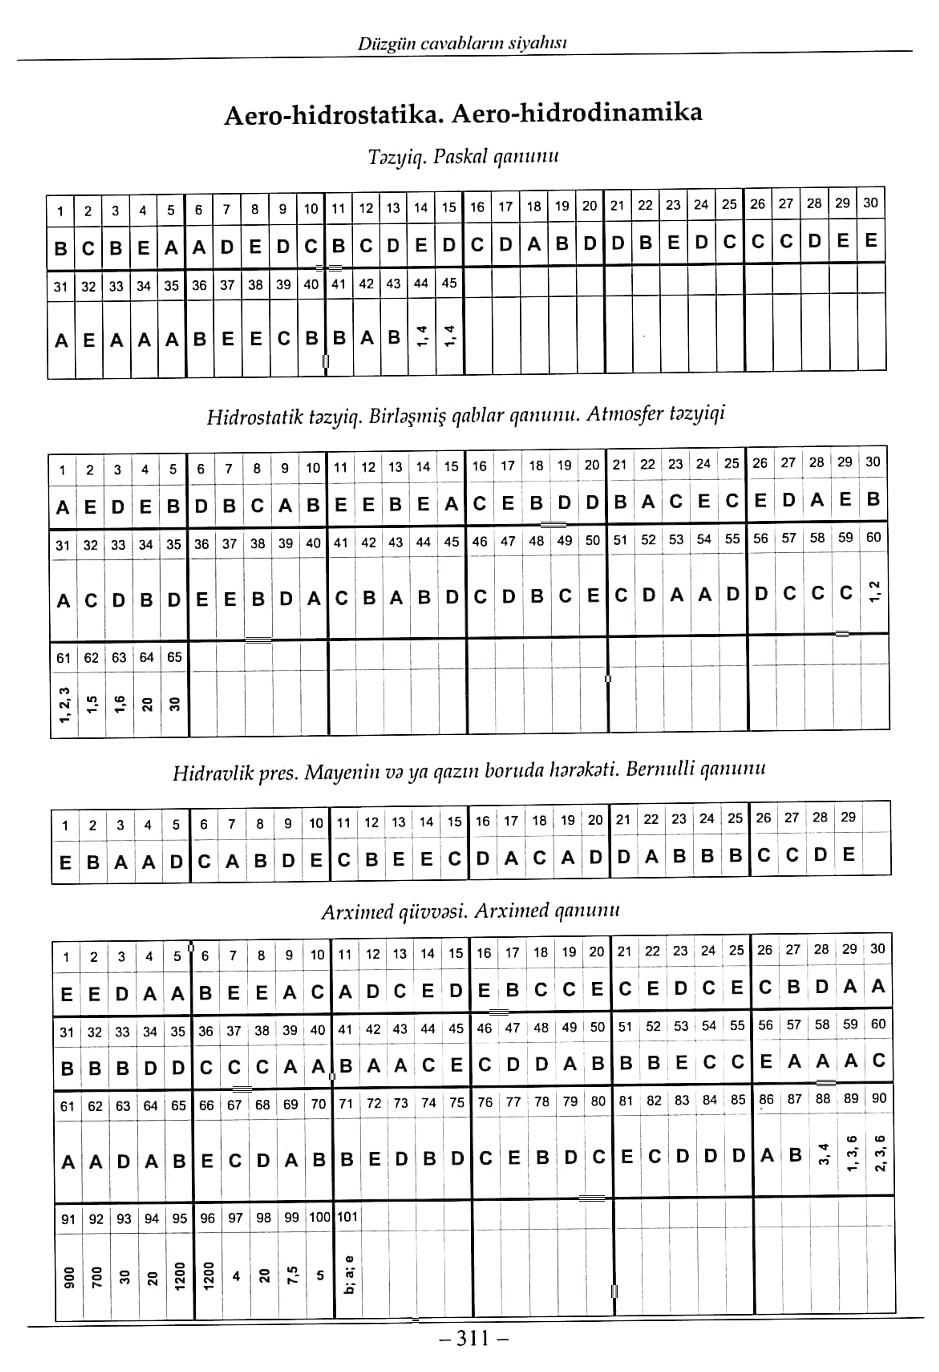 Düzgün cavabların siyahısı
Aero-hidrostatika. Aero-hidrodinamika
Təzyiq. Paskal qanunu
1 2 3 4 5 6 7 8 9 10 11 12 13 14 15 16 17 18 19 20 21 22 23 24 25 26 27 28 29 30
B C B E A A D E D C B C D E D C D A B D D B E D C C C D E E
31 32 33 34 35 36 37 38 39 40 41 42 43 44 45
A E A A A B E E C B B A B 1, 4 1, 4
Hidrostatik təzyiq. Birləşmiş qablar qanunu. Atmosfer təzyiqi
1 2 3 4 5 6 7 8 9 10 11 12 13 14 15 16 17 18 19 20 21 22 23 24 25 26 27 28 29 30
A E D E B D B C A B E E B E A C E B D D B A C E C E D A E B
31 32 33 34 35 36 37 38 39 40 41 42 43 44 45 46 47 48 49 50 51 52 53 54 55 56 57 58 59 60
A C D B D E E B D A C B A B D C D B C E C D A A D D C C C 1, 2
61 62 63 64 65
1, 2, 3 1,5 1,6 20 30
Hidravlik pres. Mayenin və ya qazın boruda hərəkəti. Bernulli qanunu
1 2 3 4 5 6 7 8 9 10 11 12 13 14 15 16 17 18 19 20 21 22 23 24 25 26 27 28 29
E B A A D C A B D E C B E E C D A C A D D A B B B C C D E
Arximed qüvvəsi. Arximed qanunu
1 2 3 4 5 6 7 8 9 10 11 12 13 14 15 16 17 18 19 20 21 22 23 24 25 26 27 28 29 30
E E D A A B E E A C A D C E D E B C C E C E D C E C B D A A
31 32 33 34 35 36 37 38 39 40 41 42 43 44 45 46 47 48 49 50 51 52 53 54 55 56 57 58 59 60
B B B D D C C C A A B A A C E C D D A B B B E C C E A A A C
61 62 63 64 65 66 67 68 69 70 71 72 73 74 75 76 77 78 79 80 81 82 83 84 85 86 87 88 89 90
A A D A B E C D A B B E D B D C E B D C E C D D D A B 3, 4 1, 3, 6 2, 3, 6
91 92 93 94 95 96 97 98 99 100 101
900 700 30 20 1200 1200 4 20 7,5 5 b; a; e
– 311 –